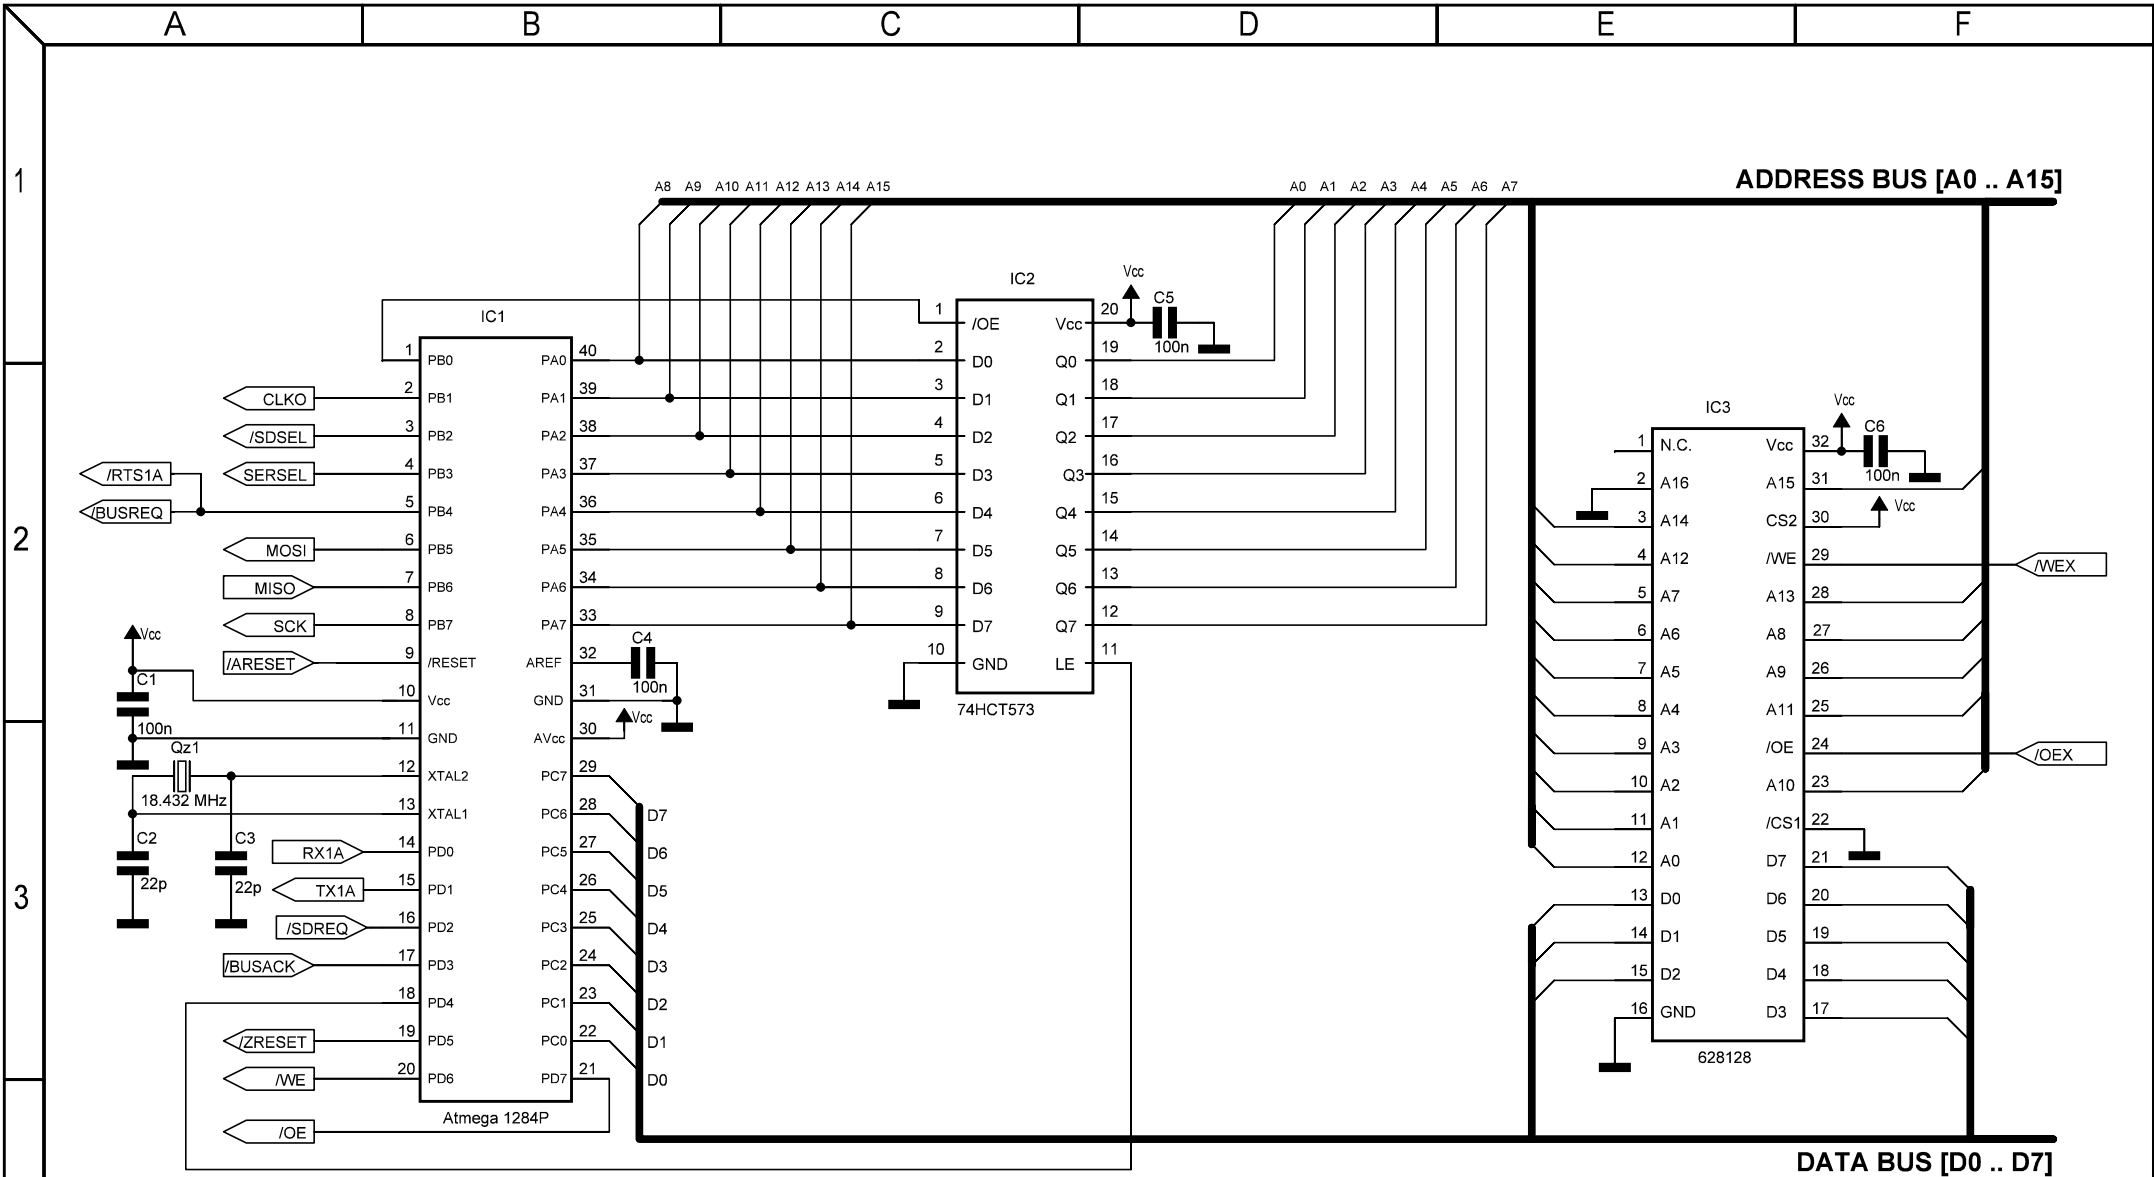 A B C D E F
1
ADDRESS BUS [A0 .. A15]
A8 A9 A10 A11 A12 A13 A14 A15 A0 A1 A2 A3 A4 A5 A6 A7
2
3
IC1
1 PB0 PA0 40
CLKO 2 PB1 PA1 39
/SDSEL 3 PB2 PA2 38
/RTS1A SERSEL 4 PB3 PA3 37
/BUSREQ 5 PB4 PA4 36
MOSI 6 PB5 PA5 35
MISO 7 PB6 PA6 34
SCK 8 PB7 PA7 33
/ARESET 9 /RESET AREF 32
10 Vcc GND 31
11 GND AVcc 30
12 XTAL2 PC7 29
13 XTAL1 PC6 28
RX1A 14 PD0 PC5 27
TX1A 15 PD1 PC4 26
/SDREQ 16 PD2 PC3 25
/BUSACK 17 PD3 PC2 24
18 PD4 PC1 23
/ZRESET 19 PD5 PC0 22
/WE 20 PD6 PD7 21
/OE
Atmega 1284P
Vcc
C1
100n
Qz1
18.432 MHz
C2
22p
C3
22p
C4
100n
Vcc
D7
D6
D5
D4
D3
D2
D1
D0
IC2
1 /OE Vcc 20
2 D0 Q0 19
3 D1 Q1 18
4 D2 Q2 17
5 D3 Q3 16
6 D4 Q4 15
7 D5 Q5 14
8 D6 Q6 13
9 D7 Q7 12
10 GND LE 11
74HCT573
Vcc
C5
100n
IC3
1 N.C. Vcc 32
2 A16 A15 31
3 A14 CS2 30
4 A12 /WE 29
5 A7 A13 28
6 A6 A8 27
7 A5 A9 26
8 A4 A11 25
9 A3 /OE 24
10 A2 A10 23
11 A1 /CS1 22
12 A0 D7 21
13 D0 D6 20
14 D1 D5 19
15 D2 D4 18
16 GND D3 17
628128
Vcc
C6
100n
Vcc
/WEX
/OEX
DATA BUS [D0 .. D7]